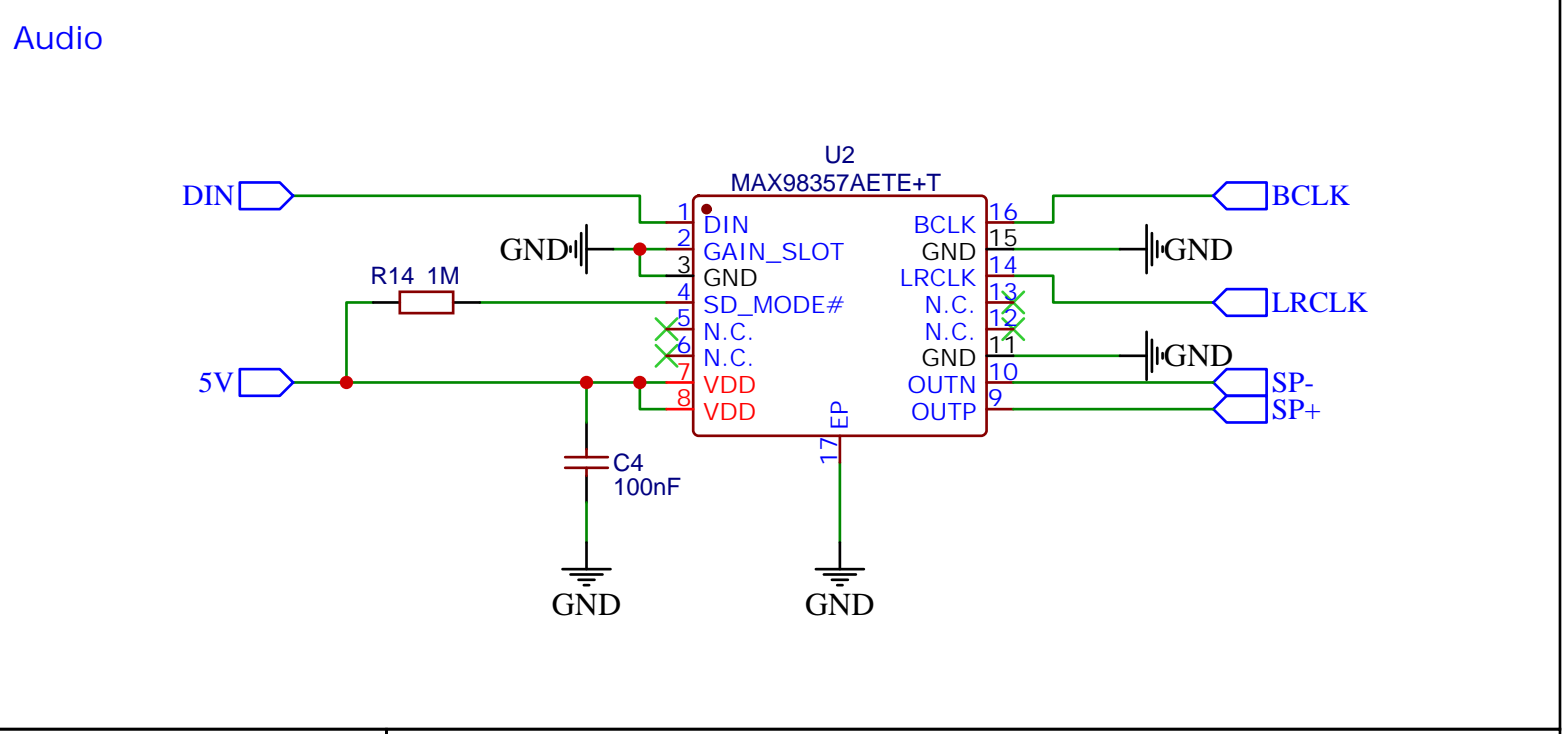 Audio
U2
MAX98357AETE+T
DIN
BCLK
1
DIN
BCLK
16
GND
2
GAIN_SLOT
GND
15
GND
R14 1M
3
GND
LRCLK
14
4
SD_MODE#
N.C.
13
LRCLK
5
N.C.
N.C.
12
6
N.C.
GND
11
GND
5V
7
VDD
OUTN
10
SP-
8
VDD
OUTP
9
SP+
EP
17
C4
100nF
GND
GND